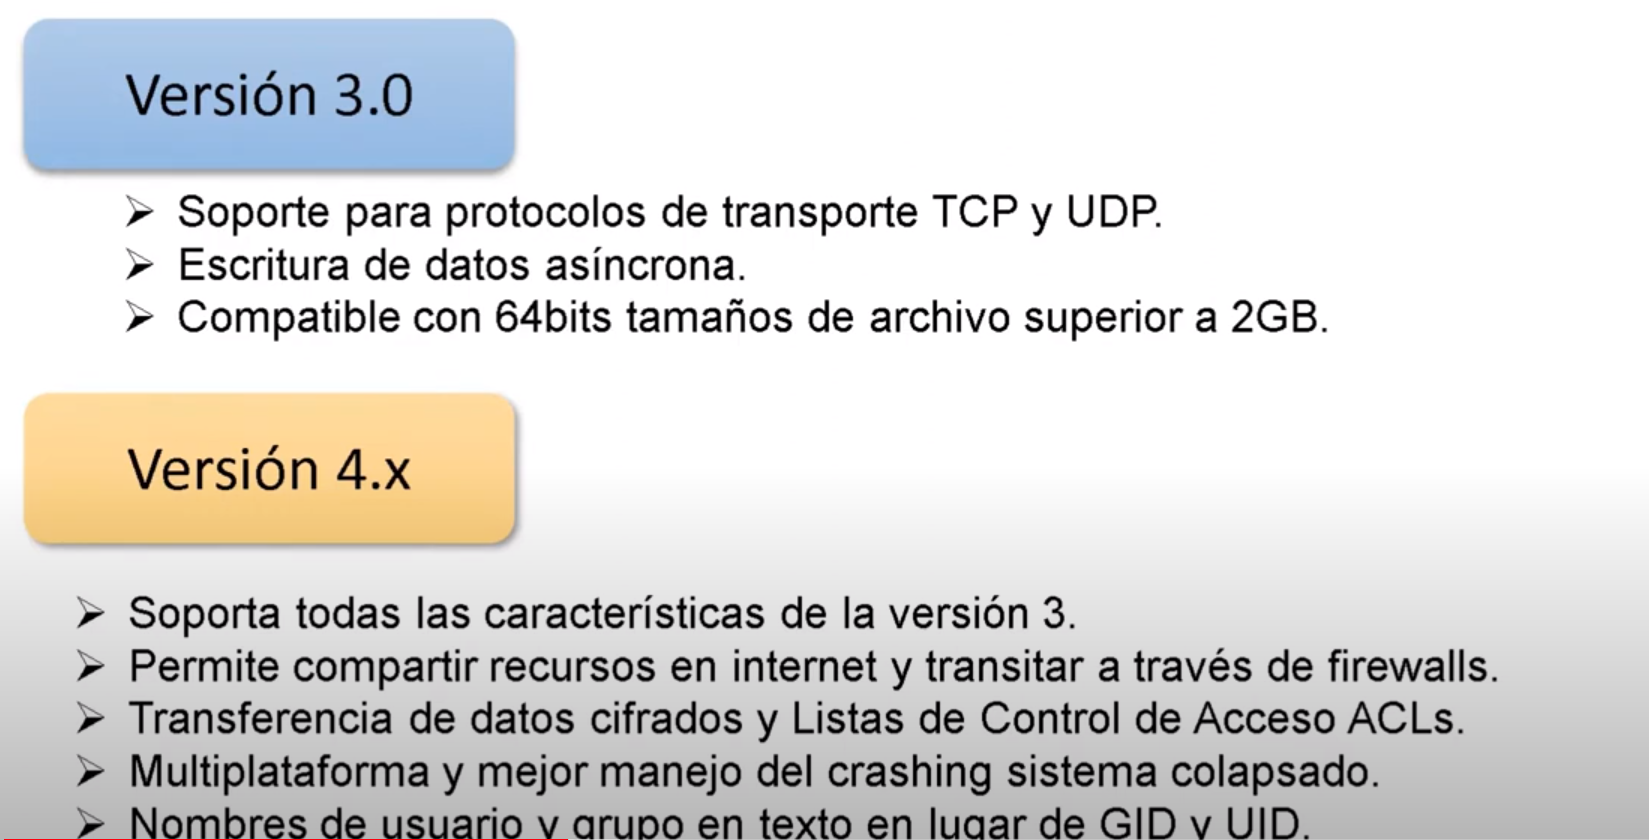 Versión 3.0
➢ Soporte para protocolos de transporte TCP y UDP.
➢ Escritura de datos asíncrona.
➢ Compatible con 64bits tamaños de archivo superior a 2GB.
Versión 4.x
➢ Soporta todas las características de la versión 3.
➢ Permite compartir recursos en internet y transitar a través de firewalls.
➢ Transferencia de datos cifrados y Listas de Control de Acceso ACLs.
➢ Multiplataforma y mejor manejo del crashing sistema colapsado.
➢ Nombres de usuario y grupo en texto en lugar de GID y UID.